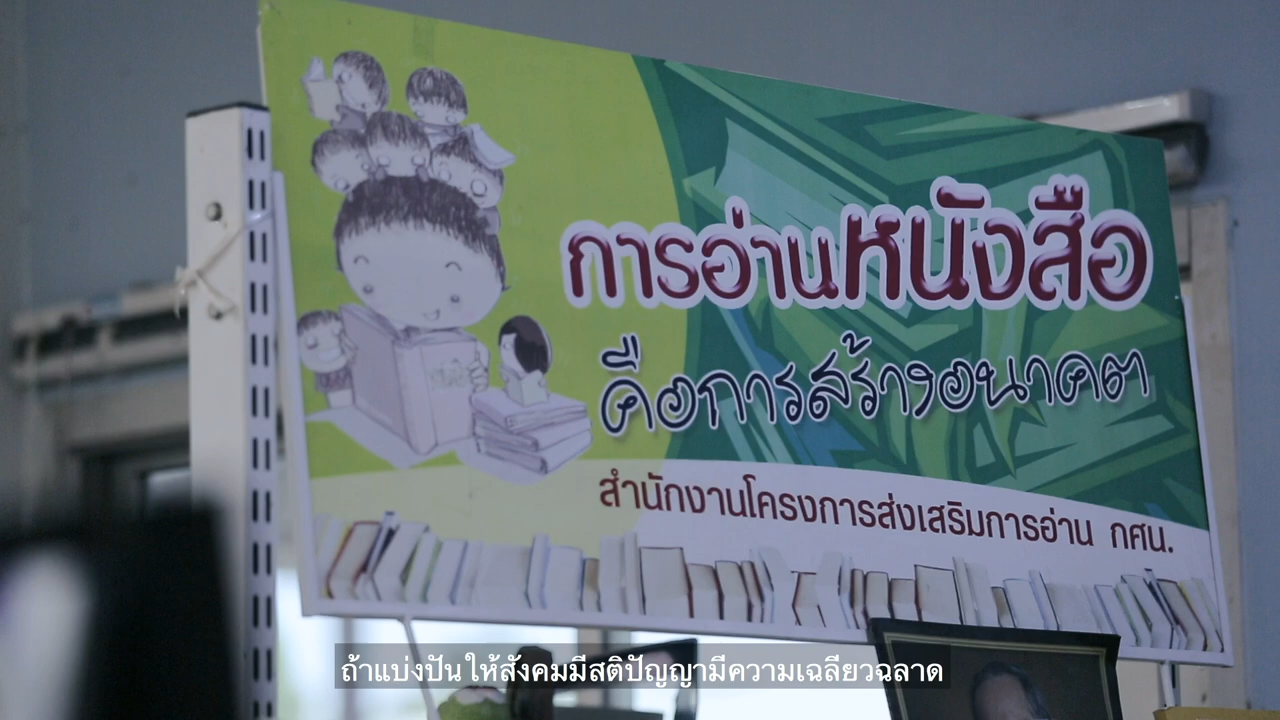 การอ่านหนังสือ
คือการสร้างอนาคต
สำนักงานโครงการส่งเสริมการอ่าน กศน.
ถ้าแบ่งปันให้สังคมมีสติปัญญามีความเฉลียวฉลาด